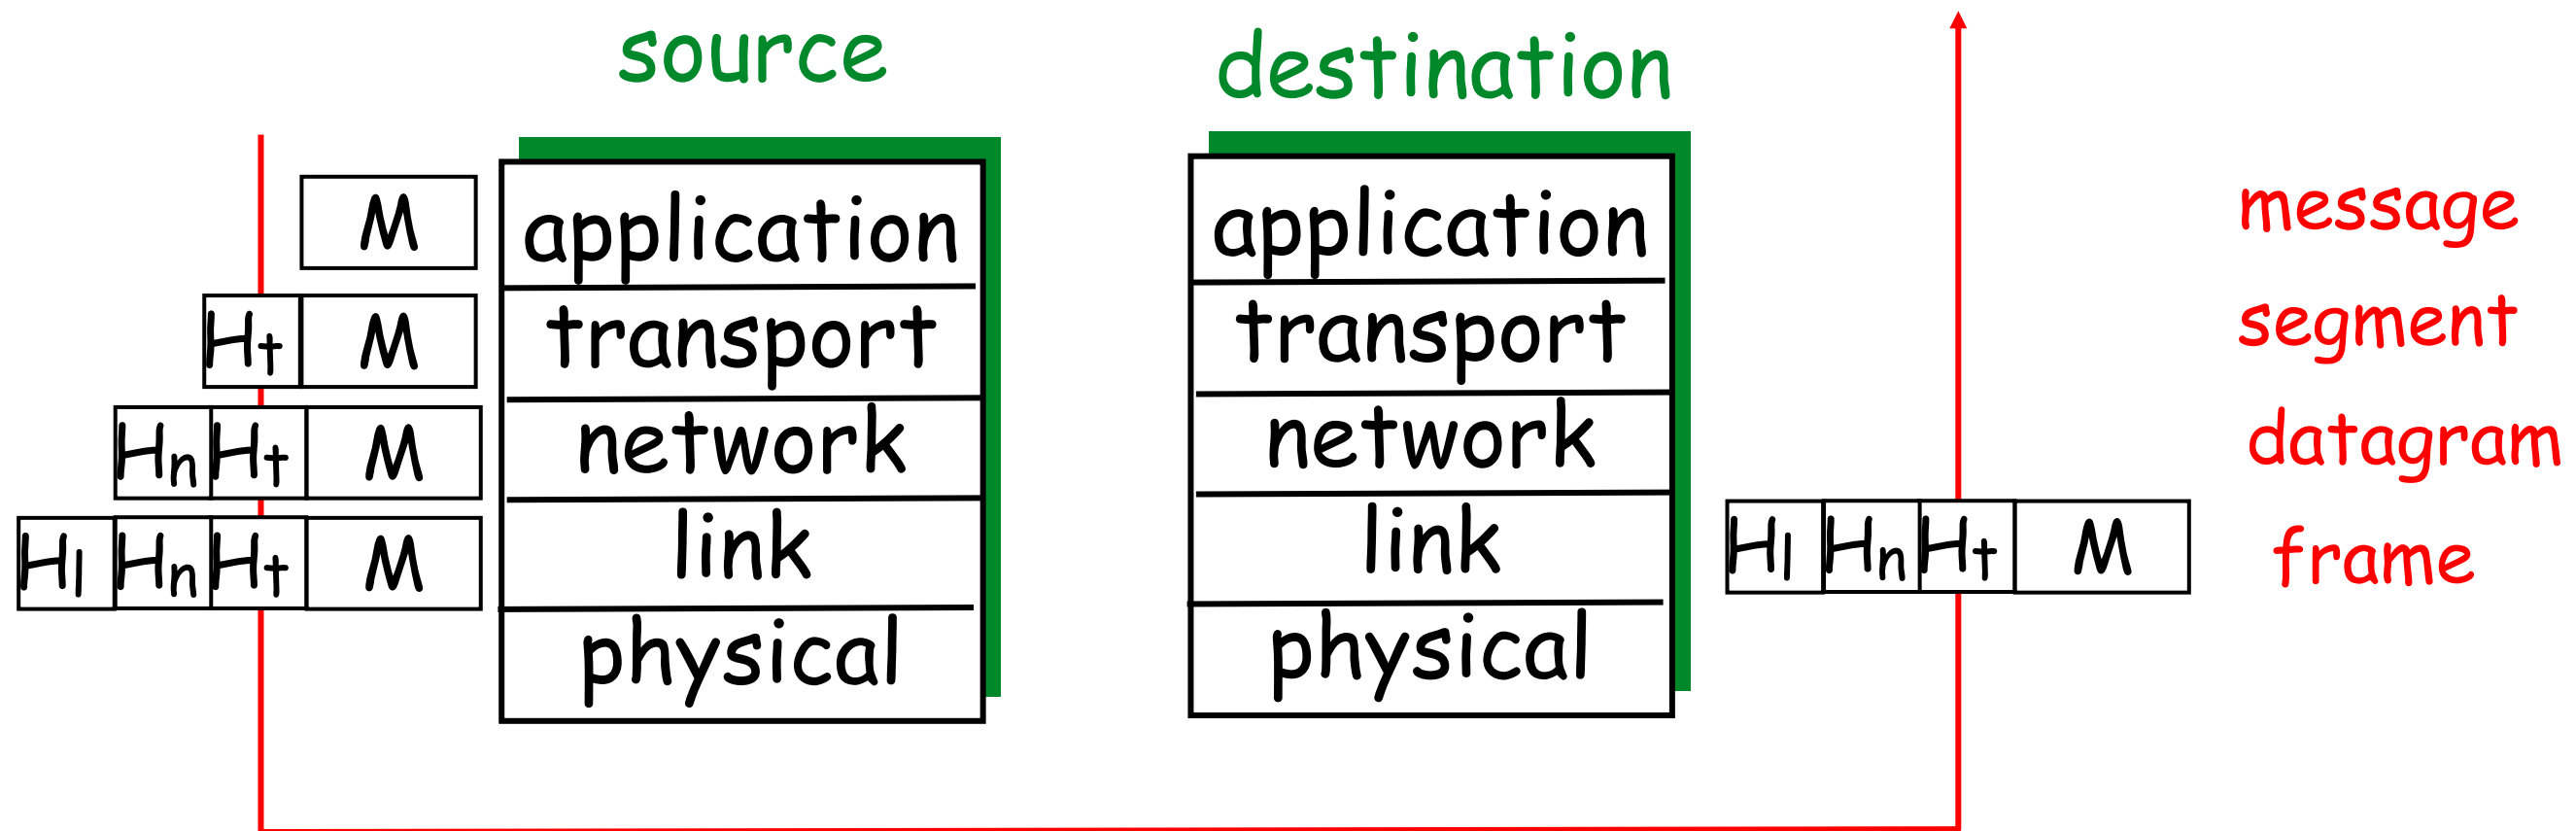 source
destination
M application application message
Ht M transport transport segment
Hn Ht M network network datagram
Hl Hn Ht M link link Hl Hn Ht M frame
physical physical